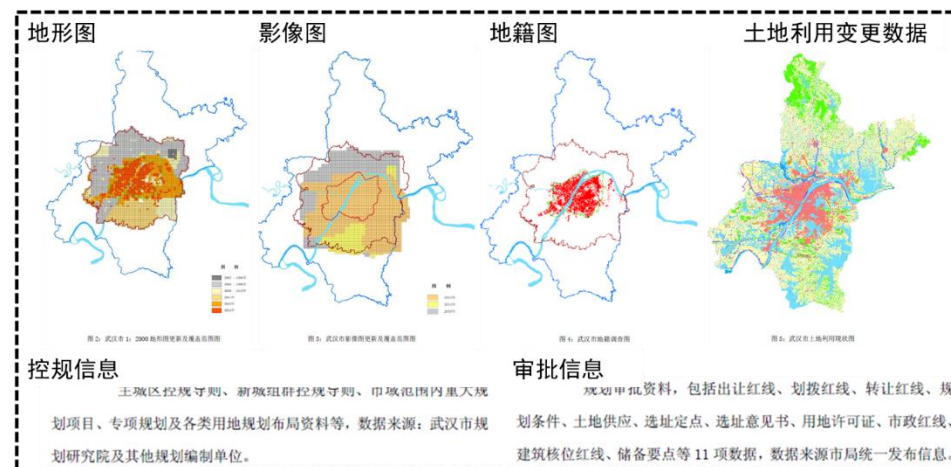 地形图
影像图
地籍图
土地利用变更数据
图 例
图 例
图 2：武汉市 1：2000 地形图更新及覆盖范围图
图 3：武汉市影像图更新及覆盖范围图
图 4：武汉市地籍调查图
图 5：武汉市土地利用现状图
控规信息
主城区控规导则、新城组群控规导则、市域范围内重大规
划项目、专项规划及各类用地规划布局资料等，数据来源：武汉市规
划研究院及其他规划编制单位。
审批信息
规划审批资料，包括出让红线、划拨红线、转让红线、规
划条件、土地供应、选址定点、选址意见书、用地许可证、市政红线、
建筑核位红线、储备要点等 11 项数据，数据来源市局统一发布信息。